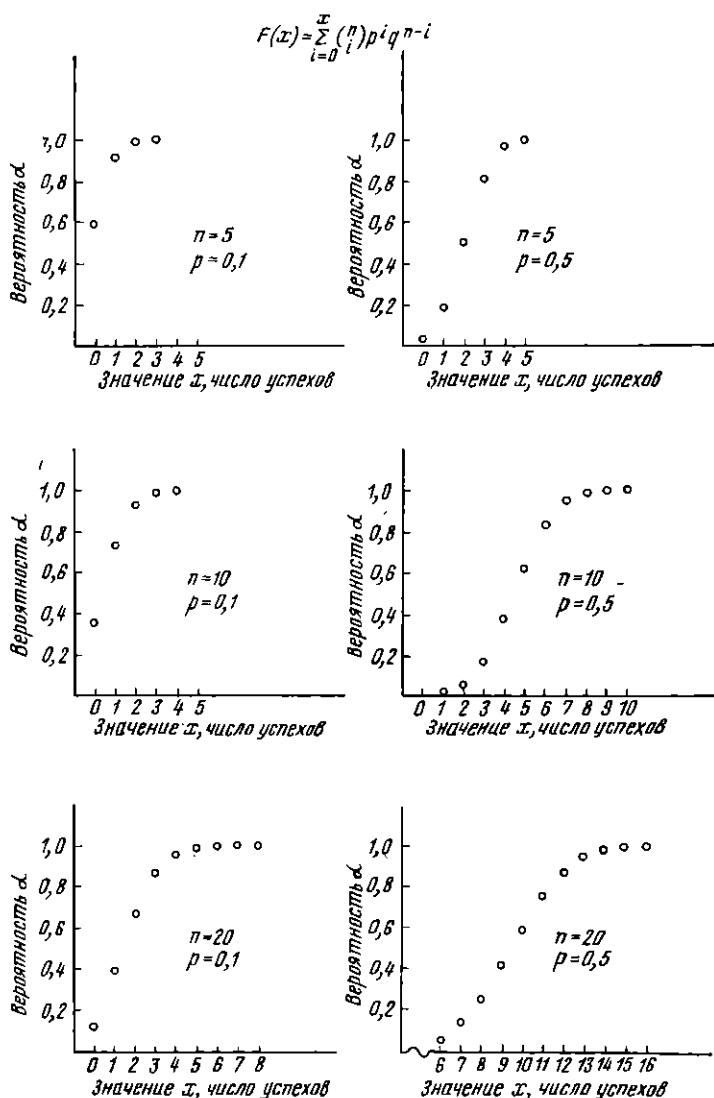 F(x)=∑(n i)p^i q^n-i
x
i=0
Вероятность α
1,0
0,8
0,6
0,4
0,2
n=5
p=0,1
0 1 2 3 4 5
Значение x, число успехов
Вероятность α
1,0
0,8
0,6
0,4
0,2
n=5
p=0,5
0 1 2 3 4 5
Значение x, число успехов
Вероятность α
1,0
0,8
0,6
0,4
0,2
n=10
p=0,1
0 1 2 3 4 5
Значение x, число успехов
Вероятность α
1,0
0,8
0,6
0,4
0,2
n=10
p=0,5
0 1 2 3 4 5 6 7 8 9 10
Значение x, число успехов
Вероятность α
1,0
0,8
0,6
0,4
0,2
n=20
p=0,1
0 1 2 3 4 5 6 7 8
Значение x, число успехов
Вероятность α
1,0
0,8
0,6
0,4
0,2
n=20
p=0,5
6 7 8 9 10 11 12 13 14 15 16
Значение x, число успехов